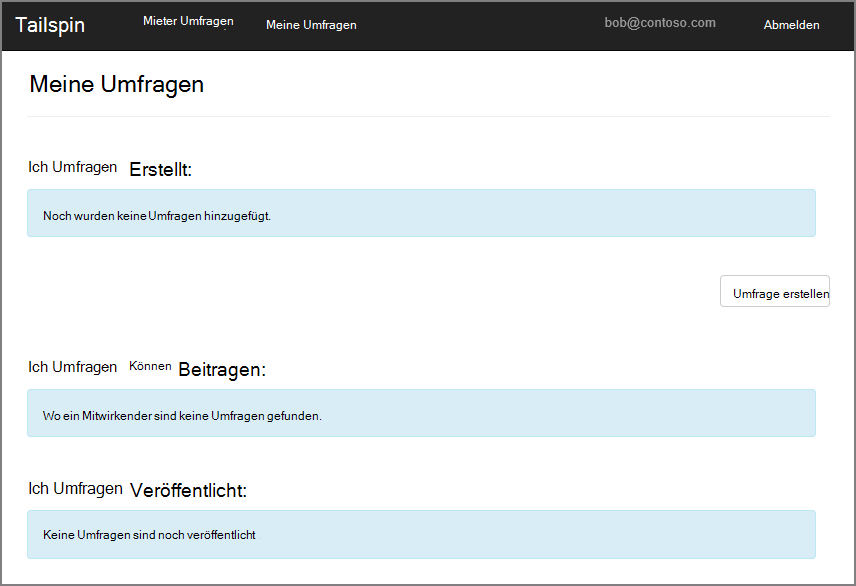 Tailspin Mieter Umfragen Meine Umfragen bob@contoso.com Abmelden
Meine Umfragen
Ich Umfragen Erstellt:
Noch wurden keine Umfragen hinzugefügt.
Umfrage erstellen
Ich Umfragen Können Beitragen:
Wo ein Mitwirkender sind keine Umfragen gefunden.
Ich Umfragen Veröffentlicht:
Keine Umfragen sind noch veröffentlicht